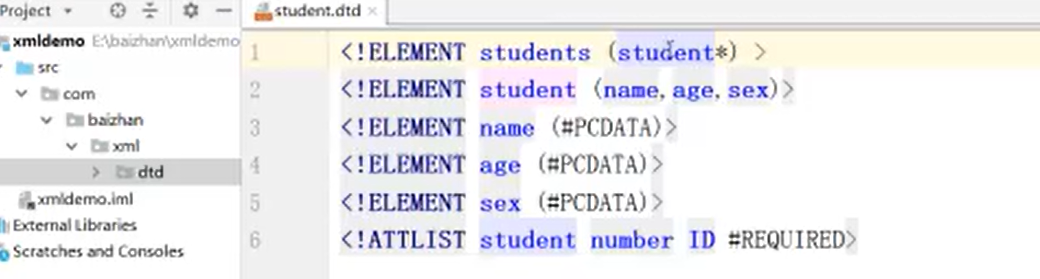 Project
student.dtd
xmldemo E:\baizhan\xmldemo
src
com
baizhan
xml
dtd
xmldemo.iml
External Libraries
Scratches and Consoles
1 <!ELEMENT students (student*) >
2 <!ELEMENT student (name,age,sex)>
3 <!ELEMENT name (#PCDATA)>
4 <!ELEMENT age (#PCDATA)>
5 <!ELEMENT sex (#PCDATA)>
6 <!ATTLIST student number ID #REQUIRED>